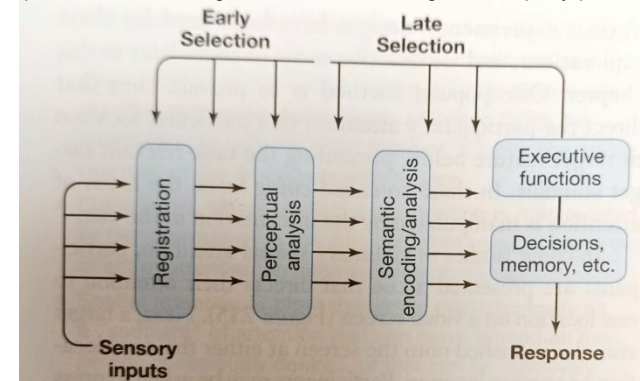 Early
Selection
Late
Selection
Registration
Perceptual
analysis
Semantic
encoding/analysis
Executive
functions
Decisions,
memory, etc.
Sensory
inputs
Response